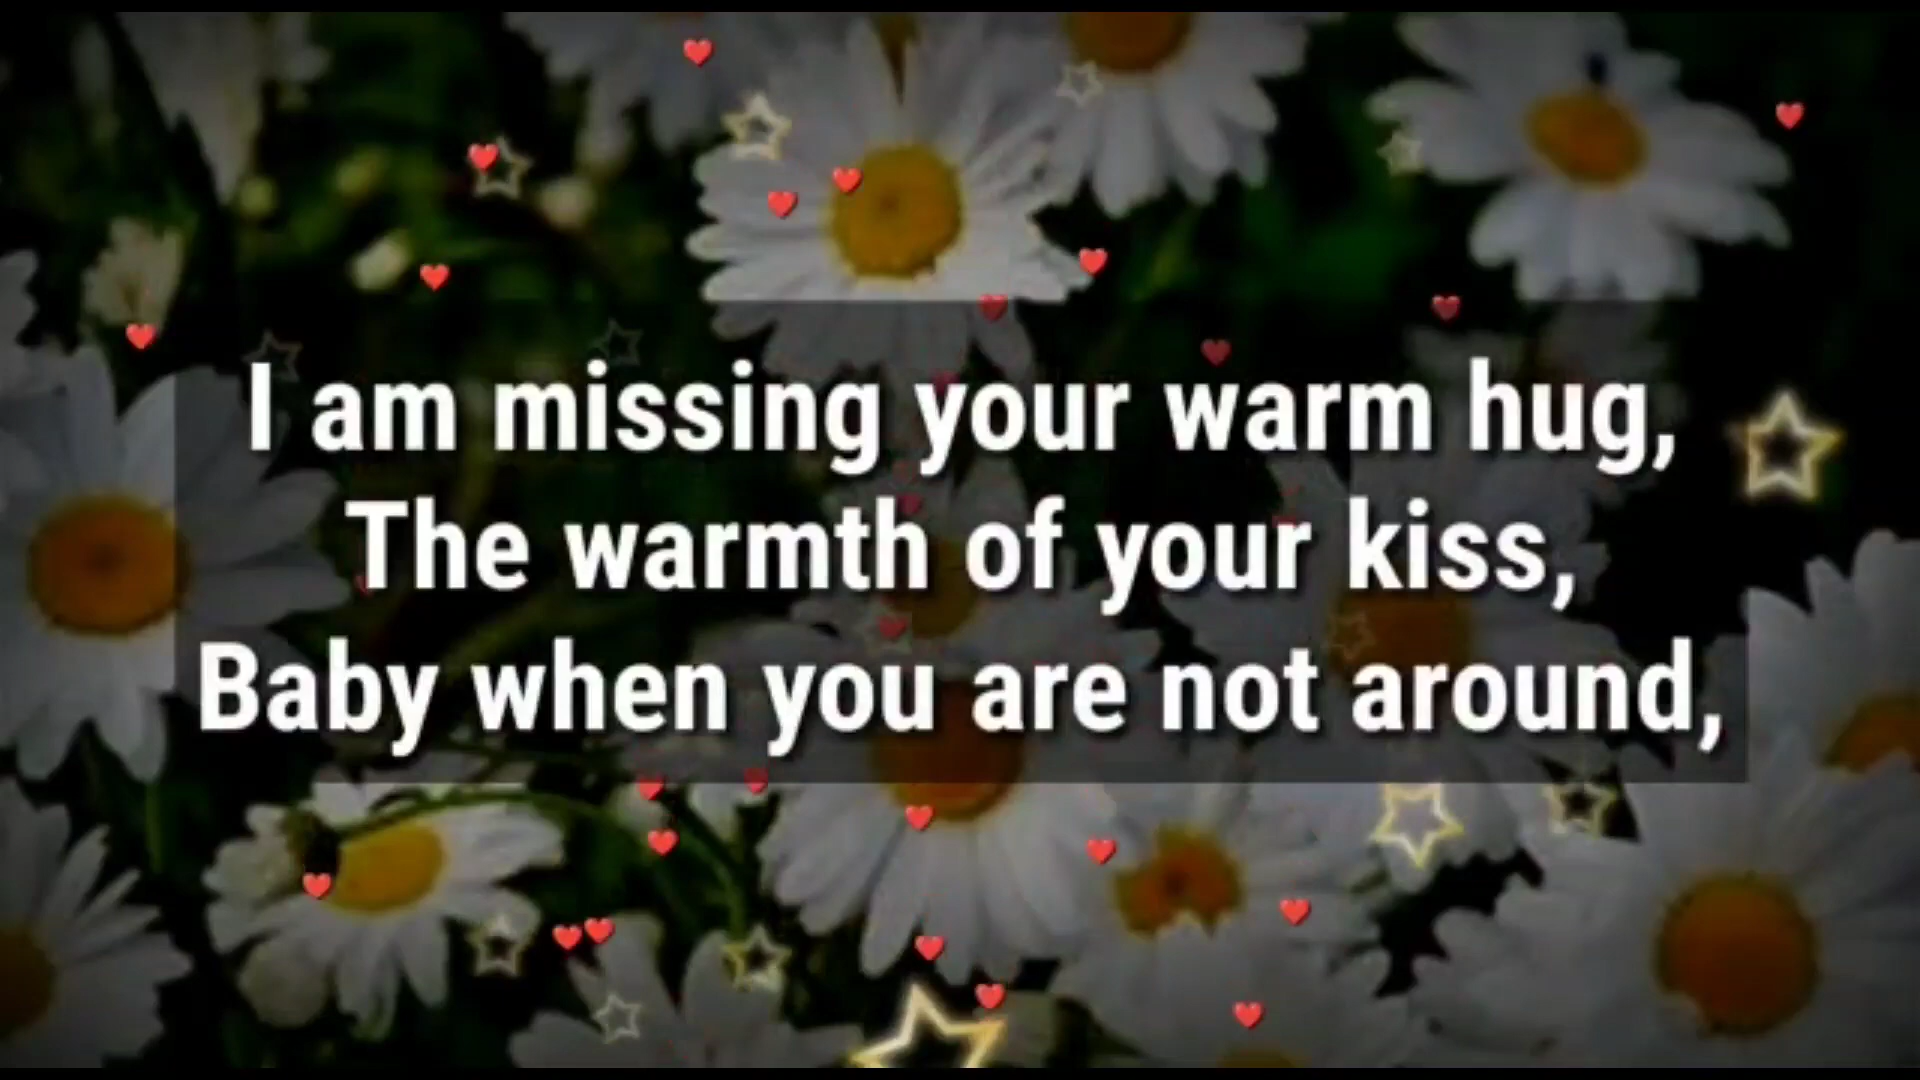 I am missing your warm hug,
The warmth of your kiss,
Baby when you are not around,